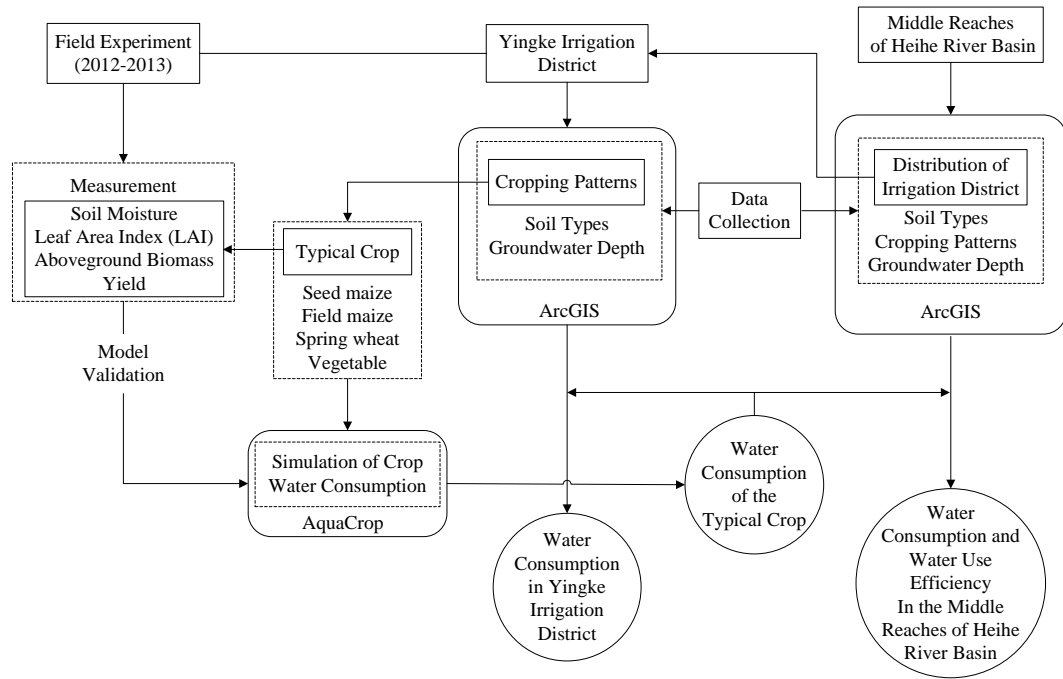 Field Experiment
(2012-2013)
Yingke Irrigation
District
Middle Reaches
of Heihe River Basin
Measurement
Soil Moisture
Leaf Area Index (LAI)
Aboveground Biomass
Yield
Typical Crop
Seed maize
Field maize
Spring wheat
Vegetable
Cropping Patterns
Soil Types
Groundwater Depth
ArcGIS
Data
Collection
Distribution of
Irrigation District
Soil Types
Cropping Patterns
Groundwater Depth
ArcGIS
Model
Validation
Simulation of Crop
Water Consumption
AquaCrop
Water
Consumption
of the
Typical Crop
Water
Consumption
in Yingke
Irrigation
District
Water
Consumption and
Water Use
Efficiency
In the Middle
Reaches of Heihe
River Basin